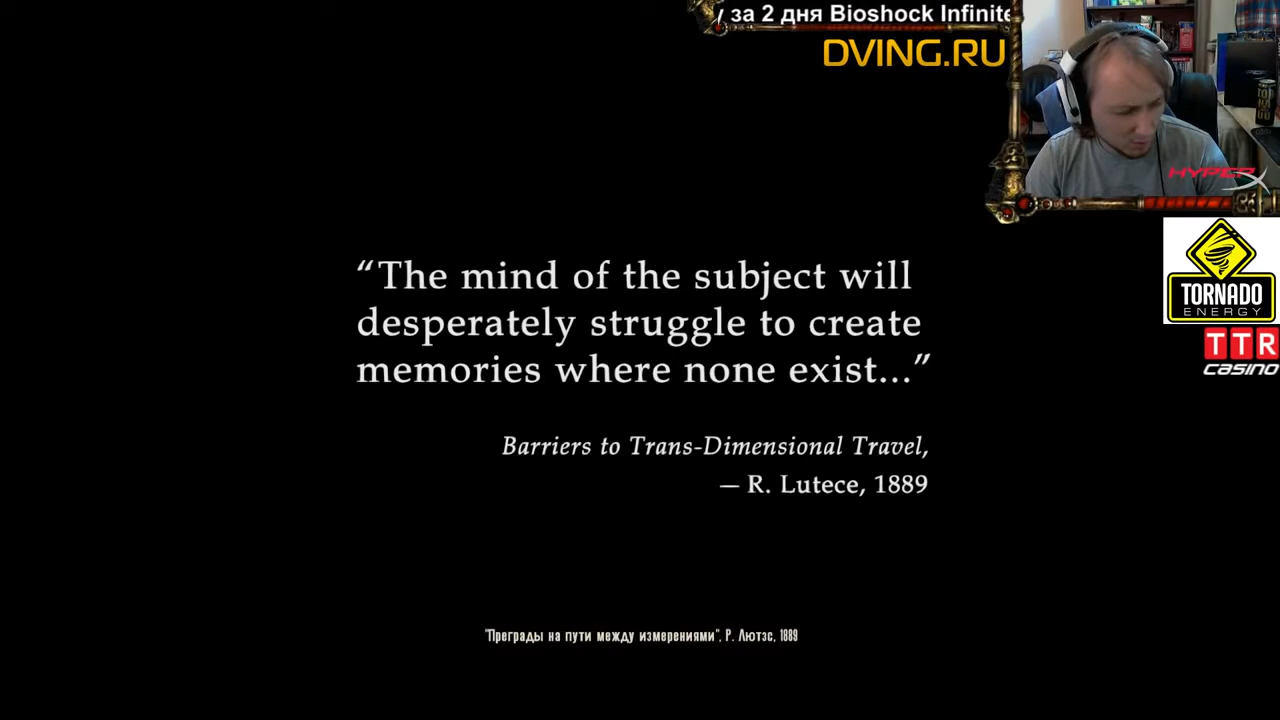 за 2 дня Bioshock Infinite
DVING.RU
HYPERX
TORNADO
ENERGY
TTR
CASINO
“The mind of the subject will
desperately struggle to create
memories where none exist...”
Barriers to Trans-Dimensional Travel,
— R. Lutece, 1889
"Преграды на пути между измерениями", Р. Лютэс, 1889